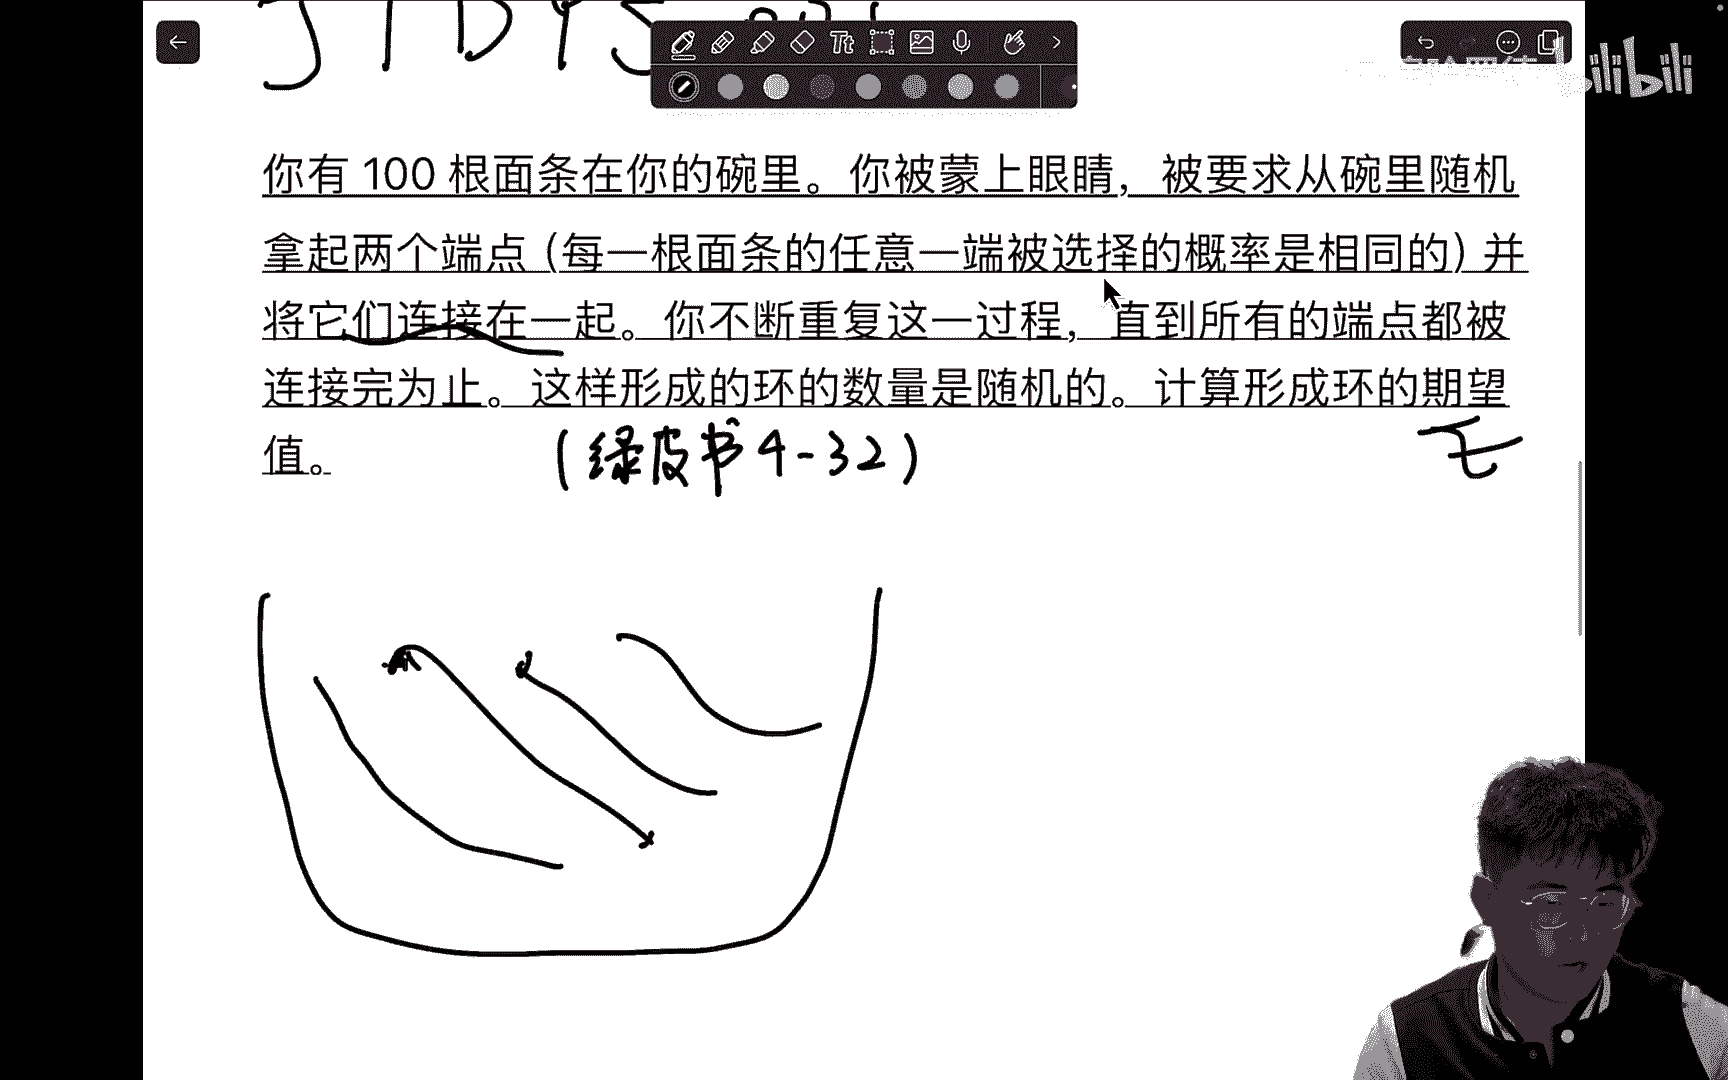 Tt
bilibili
你有 100 根面条在你的碗里。你被蒙上眼睛，被要求从碗里随机
拿起两个端点（每一根面条的任意一端被选择的概率是相同的）并
将它们连接在一起。你不断重复这一过程，直到所有的端点都被
连接完为止。这样形成的环的数量是随机的。计算形成环的期望
值。
（绿皮书4-32）